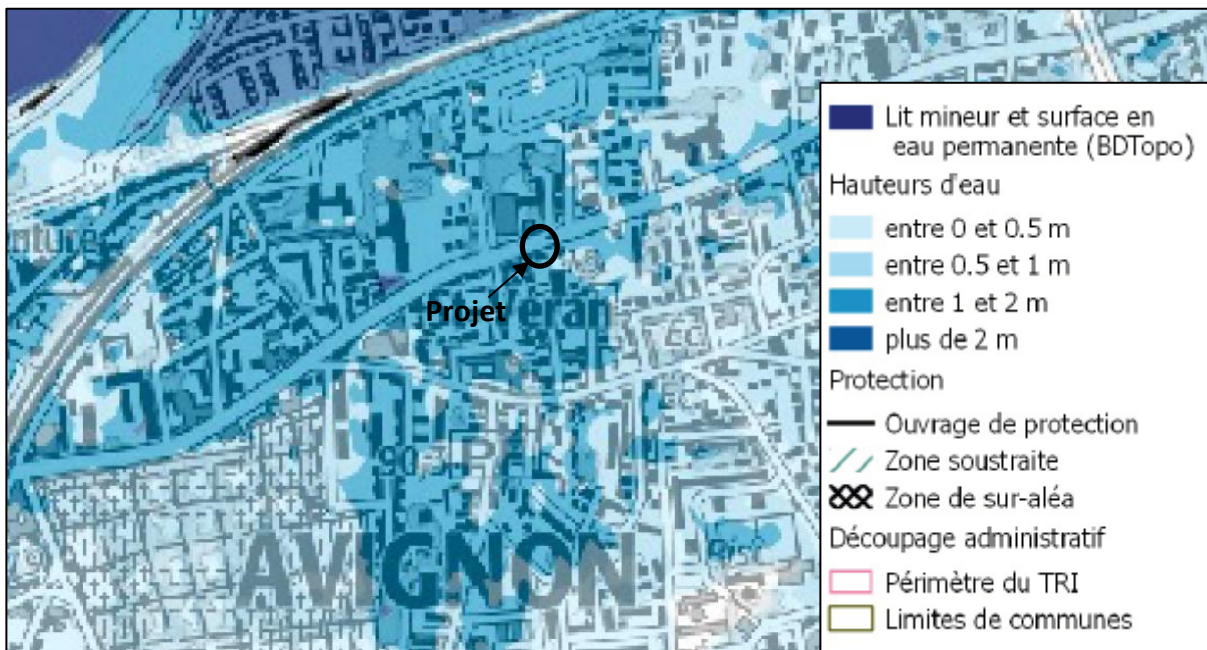 nture
Projet
eran
AVIGNON
Lit mineur et surface en
eau permanente (BDTopo)
Hauteurs d'eau
entre 0 et 0.5 m
entre 0.5 et 1 m
entre 1 et 2 m
plus de 2 m
Protection
Ouvrage de protection
Zone soustraite
Zone de sur-aléa
Découpage administratif
Périmètre du TRI
Limites de communes